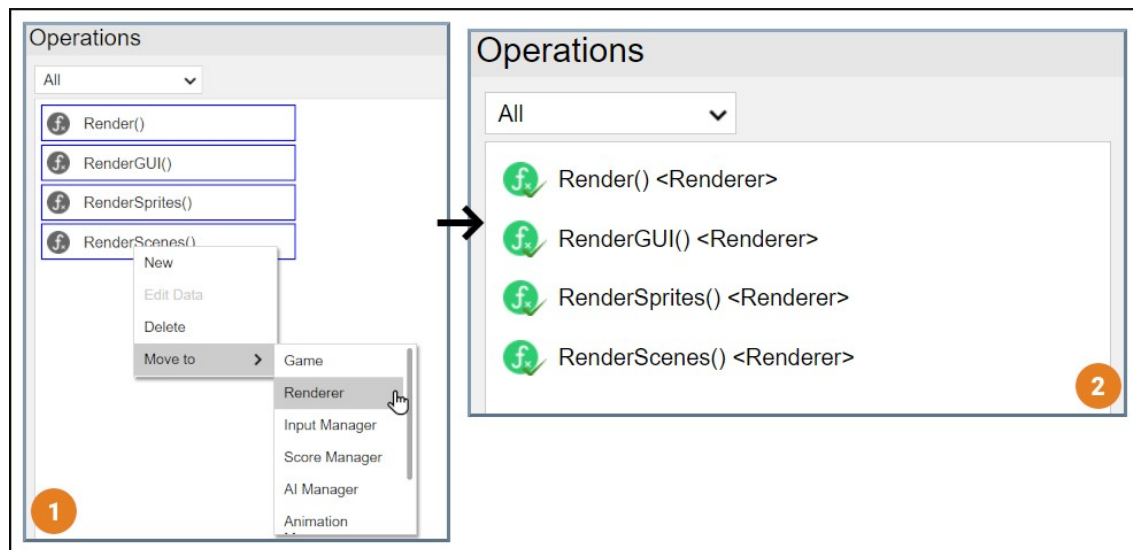 Operations
All
Render()
RenderGUI()
RenderSprites()
RenderScenes()
New
Edit Data
Delete
Move to
Game
Renderer
Input Manager
Score Manager
AI Manager
Animation
1
Operations
All
Render() <Renderer>
RenderGUI() <Renderer>
RenderSprites() <Renderer>
RenderScenes() <Renderer>
2